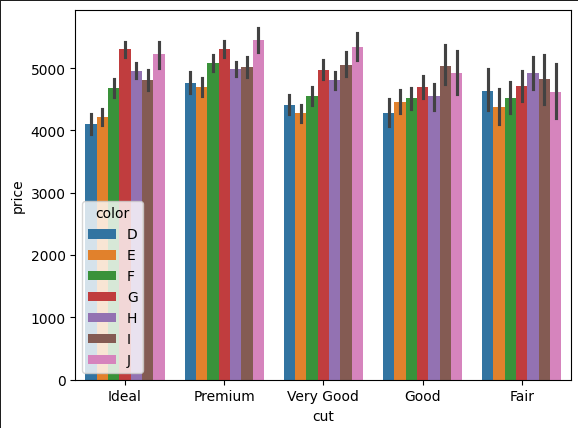 5000
4000
3000
2000
1000
0
price
color
D
E
F
G
H
I
J
Ideal Premium Very Good Good Fair
cut